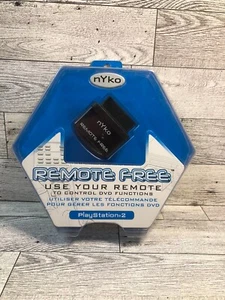 nyko
nyko
REMOTE FREE
REMOTE FREE™
USE YOUR REMOTE
TO CONTROL DVD FUNCTIONS
UTILISER VOTRE TÉLÉCOMMANDE
POUR GÉRER LES FONCTIONS DVD
PlayStation®2